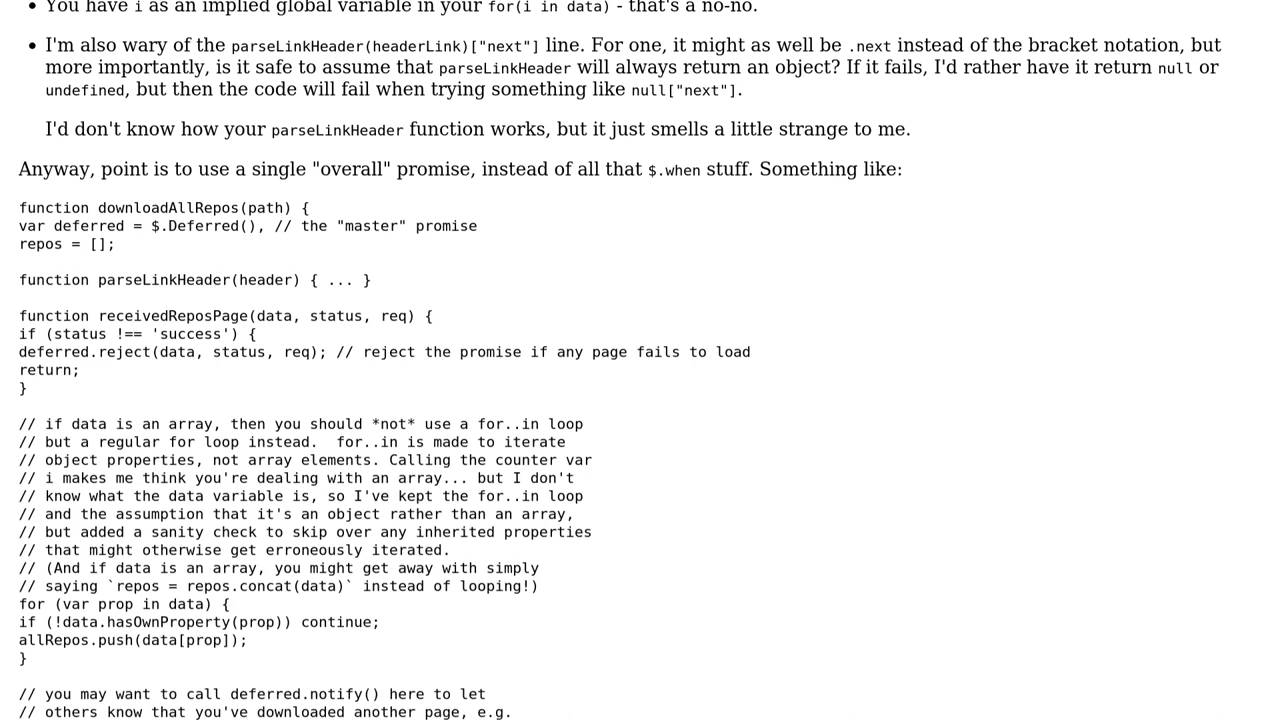 • You have i as an implied global variable in your for(i in data) - that's a no-no.
• I'm also wary of the parseLinkHeader(headerLink)["next"] line. For one, it might as well be .next instead of the bracket notation, but
more importantly, is it safe to assume that parseLinkHeader will always return an object? If it fails, I'd rather have it return null or
undefined, but then the code will fail when trying something like null["next"].
I'd don't know how your parseLinkHeader function works, but it just smells a little strange to me.
Anyway, point is to use a single "overall" promise, instead of all that $.when stuff. Something like:
function downloadAllRepos(path) {
var deferred = $.Deferred(), // the "master" promise
repos = [];
function parseLinkHeader(header) { ... }
function receivedReposPage(data, status, req) {
if (status !== 'success') {
deferred.reject(data, status, req); // reject the promise if any page fails to load
return;
}
// if data is an array, then you should *not* use a for..in loop
// but a regular for loop instead.  for..in is made to iterate
// object properties, not array elements. Calling the counter var
// i makes me think you're dealing with an array... but I don't
// know what the data variable is, so I've kept the for..in loop
// and the assumption that it's an object rather than an array,
// but added a sanity check to skip over any inherited properties
// that might otherwise get erroneously iterated.
// (And if data is an array, you might get away with simply
// saying `repos = repos.concat(data)` instead of looping!)
for (var prop in data) {
if (!data.hasOwnProperty(prop)) continue;
allRepos.push(data[prop]);
}
// you may want to call deferred.notify() here to let
// others know that you've downloaded another page, e.g.